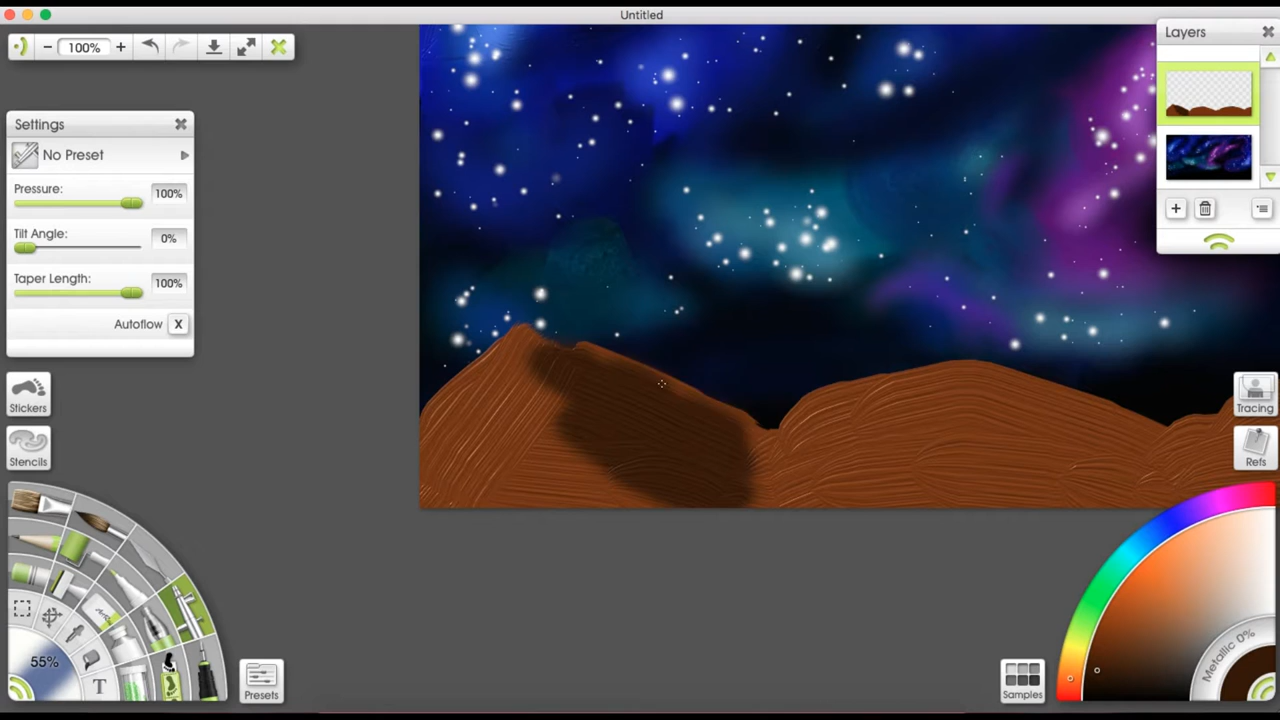 Untitled
100%
Layers
Settings
No Preset
Pressure:
100%
Tilt Angle:
0%
Taper Length:
100%
Autoflow
X
Stickers
Stencils
Tracing
Refs
55%
T
Presets
Samples
Metallic 0%